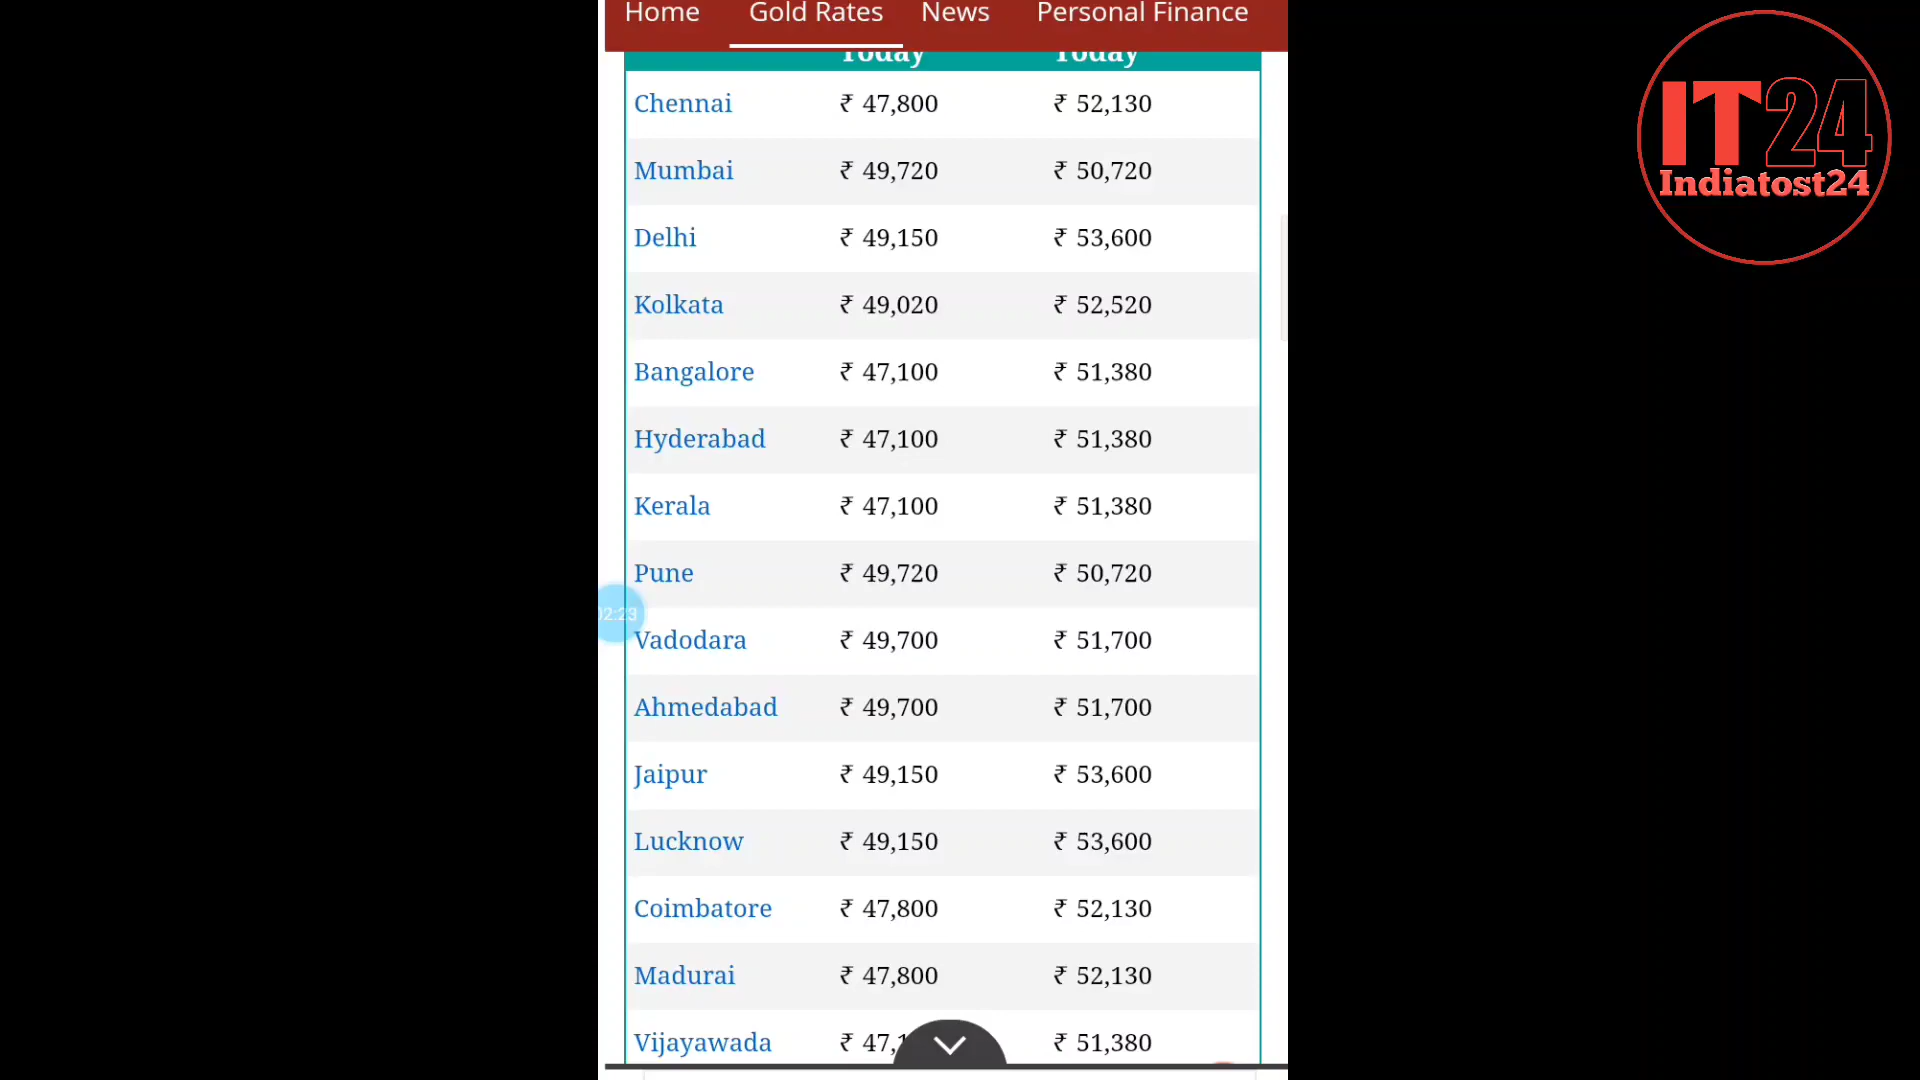 Home Gold Rates News Personal Finance
Today Today
Chennai ₹ 47,800 ₹ 52,130
Mumbai ₹ 49,720 ₹ 50,720
Delhi ₹ 49,150 ₹ 53,600
Kolkata ₹ 49,020 ₹ 52,520
Bangalore ₹ 47,100 ₹ 51,380
Hyderabad ₹ 47,100 ₹ 51,380
Kerala ₹ 47,100 ₹ 51,380
Pune ₹ 49,720 ₹ 50,720
02:23
Vadodara ₹ 49,700 ₹ 51,700
Ahmedabad ₹ 49,700 ₹ 51,700
Jaipur ₹ 49,150 ₹ 53,600
Lucknow ₹ 49,150 ₹ 53,600
Coimbatore ₹ 47,800 ₹ 52,130
Madurai ₹ 47,800 ₹ 52,130
Vijayawada ₹ ₹ 51,380
IT24
Indiatost24